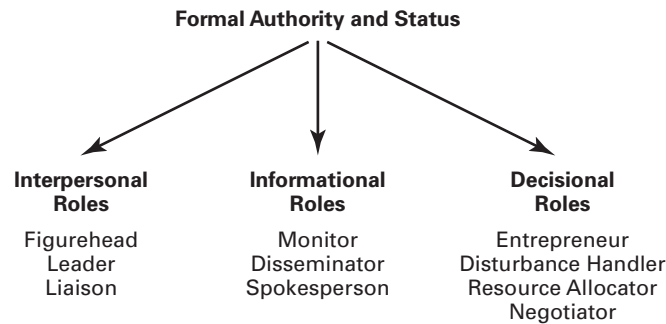 Formal Authority and Status
Interpersonal
Roles
Figurehead
Leader
Liaison
Informational
Roles
Monitor
Disseminator
Spokesperson
Decisional
Roles
Entrepreneur
Disturbance Handler
Resource Allocator
Negotiator